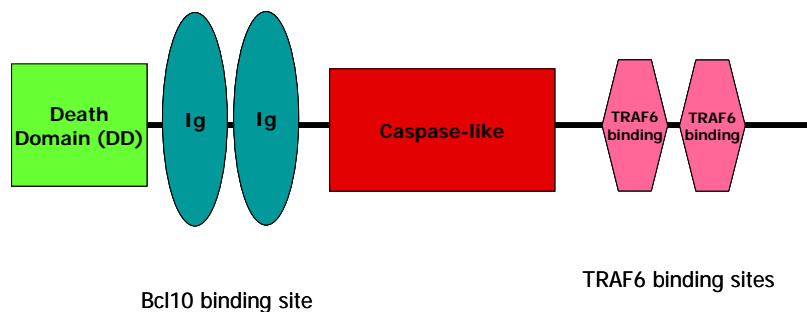 Death
Domain (DD)
Ig
Ig
Caspase-like
TRAF6
binding
TRAF6
binding
Bcl10 binding site
TRAF6 binding sites